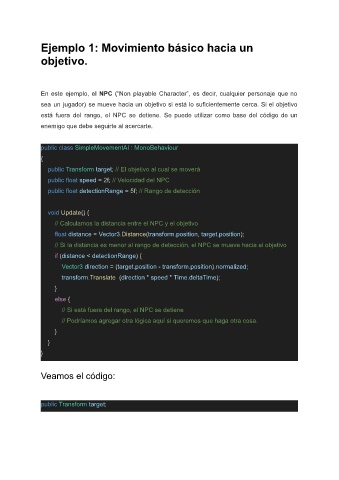 Ejemplo 1: Movimiento básico hacia un
objetivo.
En este ejemplo, el NPC ("Non playable Character", es decir, cualquier personaje que no
sea un jugador) se mueve hacia un objetivo si está lo suficientemente cerca. Si el objetivo
está fuera del rango, el NPC se detiene. Se puede utilizar como base del código de un
enemigo que debe seguirte al acercarte.
public class SimpleMovementAI : MonoBehaviour
{
public Transform target; // El objetivo al cual se moverá
public float speed = 2f; // Velocidad del NPC
public float detectionRange = 5f; // Rango de detección
void Update() {
// Calculamos la distancia entre el NPC y el objetivo
float distance = Vector3.Distance(transform.position, target.position);
// Si la distancia es menor al rango de detección, el NPC se mueve hacia el objetivo
if (distance < detectionRange) {
Vector3 direction = (target.position - transform.position).normalized;
transform.Translate (direction * speed * Time.deltaTime);
}
else {
// Si está fuera del rango, el NPC se detiene
// Podríamos agregar otra lógica aquí si queremos que haga otra cosa.
}
}
}
Veamos el código:
public Transform target;